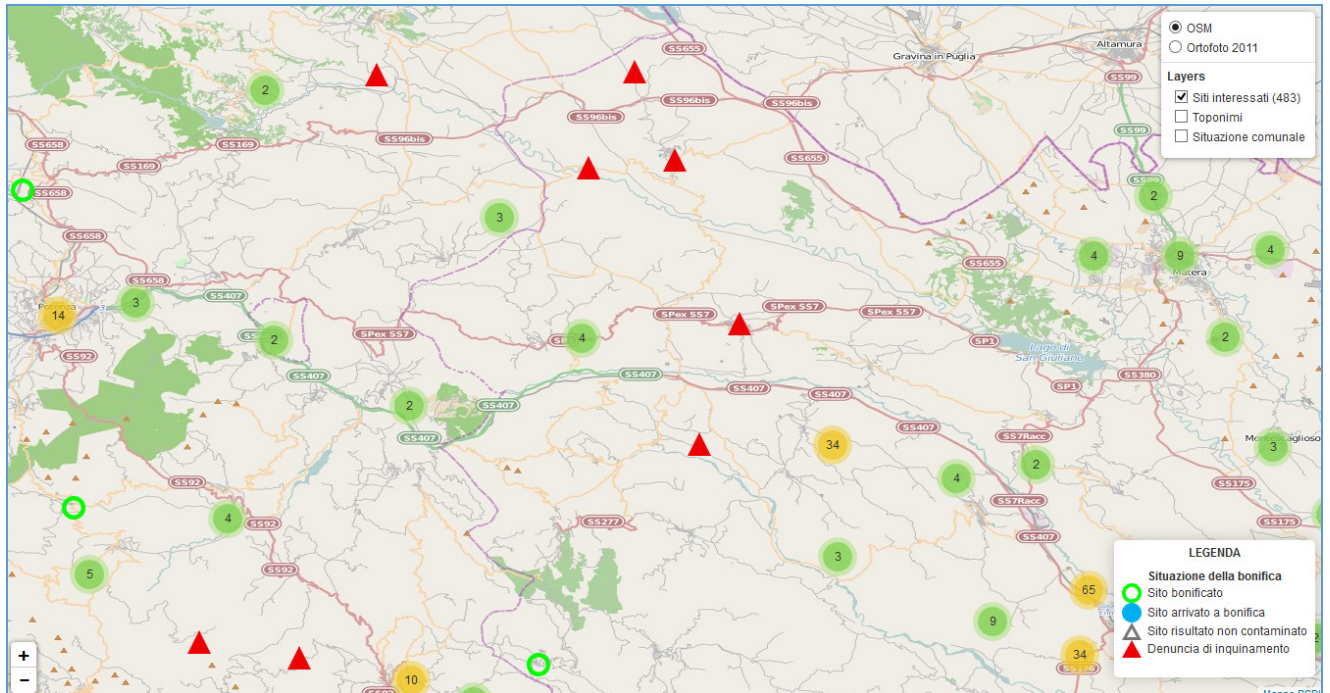 SS655
Gravina in Puglia
Altamura
OSM
Ortofoto 2011
Layers
Siti interessati (483)
Toponimi
Situazione comunale
SS99
2
SS96bis
SS96bis
SS96bis
SS96bis
SS99
SS658
SS169
SS169
SS655
SS658
2
3
SS658
4
9
4
Matera
SS655
SS658
3
SS407
14
2
SPex SS7
SPex SS7
SPex SS7
SPex SS7
4
SP1
2
Lago di
San Giuliano
SS92
SS407
SS407
SS407
SS407
SS380
SP1
2
SS407
SS407
SS407
34
SS7Racc
3
2
4
SS92
SS7Racc
SS175
4
SS92
SS277
SS407
SS175
3
5
SS92
65
9
34
10
2
LEGENDA
Situazione della bonifica
Sito bonificato
Sito arrivato a bonifica
Sito risultato non contaminato
Denuncia di inquinamento
+
−